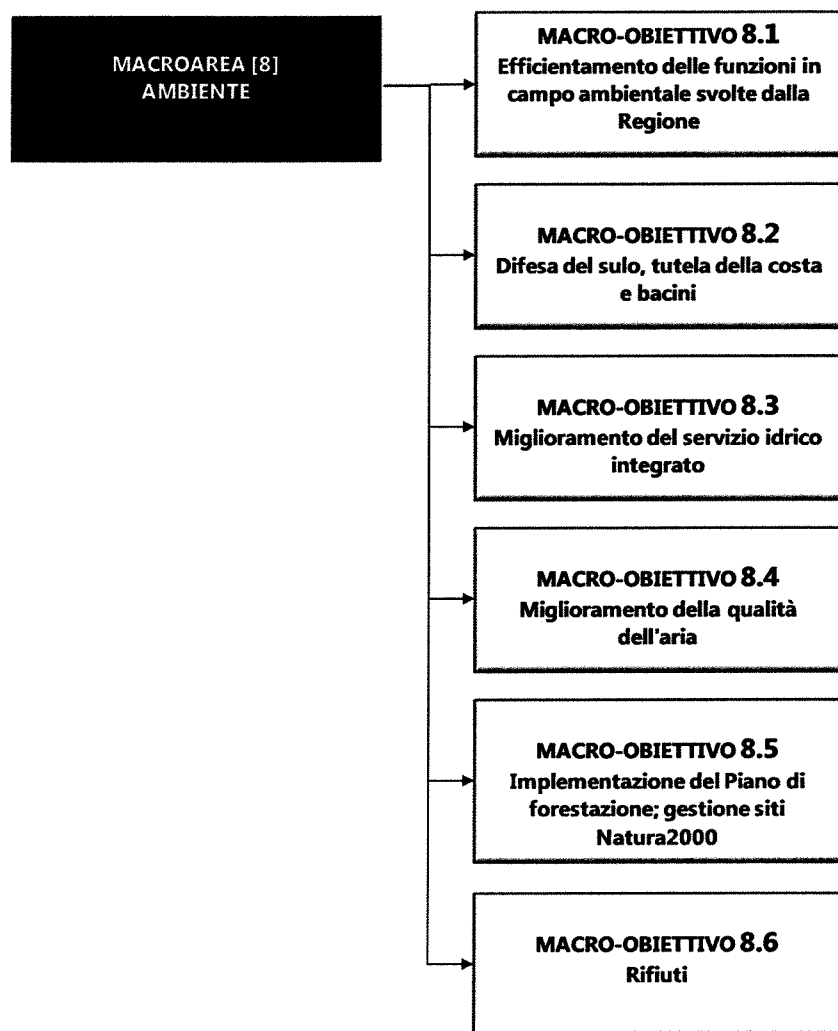 MACROAREA [8]
AMBIENTE
MACRO-OBIETTIVO 8.1
Efficientamento delle funzioni in
campo ambientale svolte dalla
Regione
MACRO-OBIETTIVO 8.2
Difesa del sulo, tutela della costa
e bacini
MACRO-OBIETTIVO 8.3
Miglioramento del servizio idrico
integrato
MACRO-OBIETTIVO 8.4
Miglioramento della qualità
dell'aria
MACRO-OBIETTIVO 8.5
Implementazione del Piano di
forestazione; gestione siti
Natura2000
MACRO-OBIETTIVO 8.6
Rifiuti